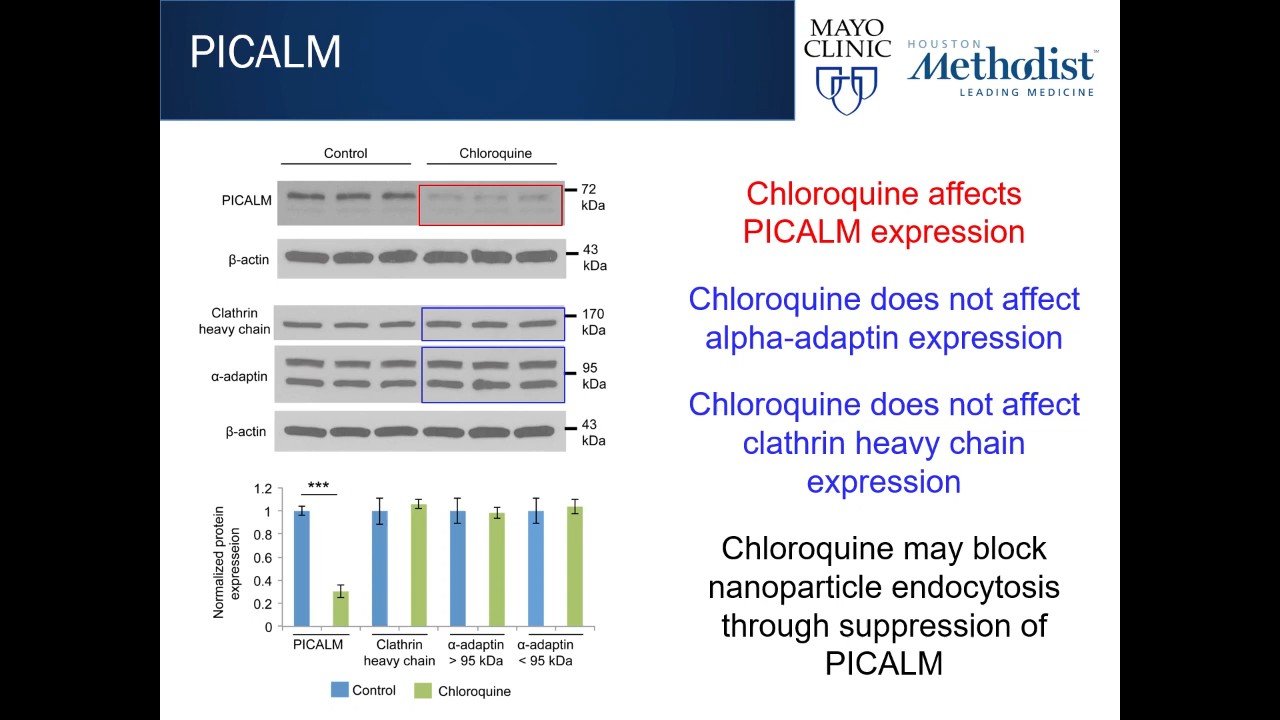 PICALM
MAYO
CLINIC
HOUSTON
Methodist
LEADING MEDICINE
Control
Chloroquine
PICALM
72
kDa
β-actin
43
kDa
Clathrin
heavy chain
170
kDa
α-adaptin
95
kDa
β-actin
43
kDa
Normalized protein
expresseion
1.2
1
0.8
0.6
0.4
0.2
0
***
PICALM
Clathrin
heavy chain
α-adaptin
> 95 kDa
α-adaptin
< 95 kDa
Control
Chloroquine
Chloroquine affects
PICALM expression
Chloroquine does not affect
alpha-adaptin expression
Chloroquine does not affect
clathrin heavy chain
expression
Chloroquine may block
nanoparticle endocytosis
through suppression of
PICALM